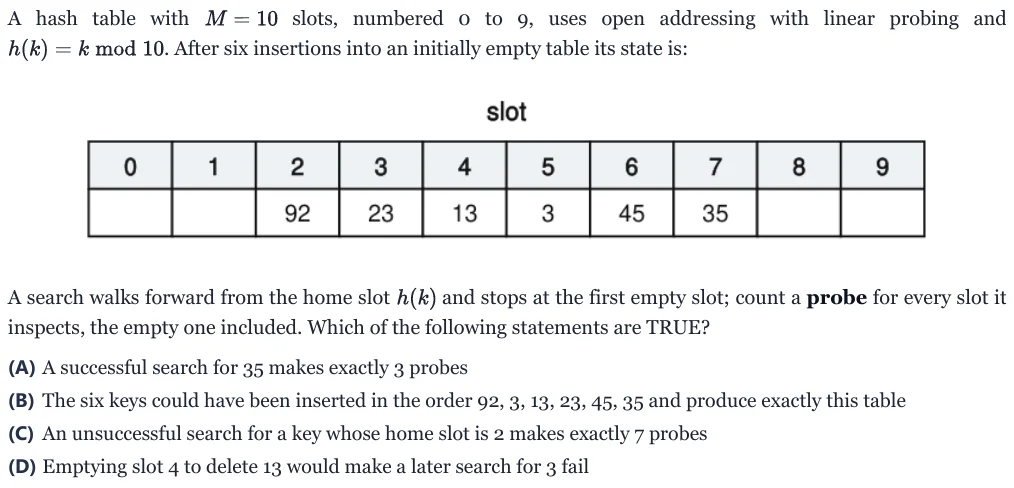 A hash table with M = 10 slots, numbered 0 to 9, uses open addressing with linear probing and
h(k) = k mod 10. After six insertions into an initially empty table its state is:
slot
0 1 2 3 4 5 6 7 8 9
92 23 13 3 45 35
A search walks forward from the home slot h(k) and stops at the first empty slot; count a probe for every slot it
inspects, the empty one included. Which of the following statements are TRUE?
(A) A successful search for 35 makes exactly 3 probes
(B) The six keys could have been inserted in the order 92, 3, 13, 23, 45, 35 and produce exactly this table
(C) An unsuccessful search for a key whose home slot is 2 makes exactly 7 probes
(D) Emptying slot 4 to delete 13 would make a later search for 3 fail